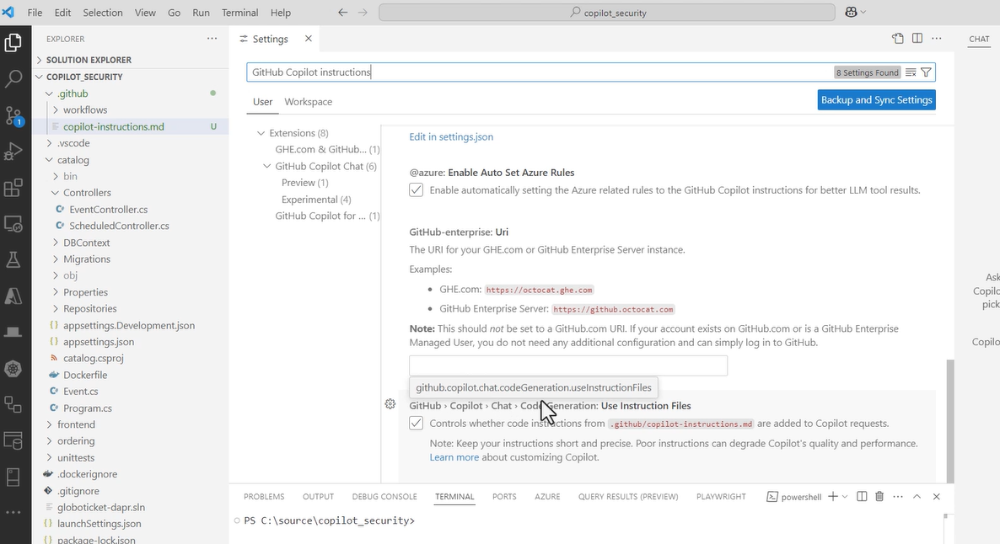 File Edit Selection View Go Run Terminal Help
copilot_security
EXPLORER
SOLUTION EXPLORER
COPILOT_SECURITY
.github
workflows
copilot-instructions.md U
.vscode
catalog
bin
Controllers
EventController.cs
ScheduledController.cs
DBContext
Migrations
obj
Properties
Repositories
appsettings.Development.json
appsettings.json
catalog.csproj
Dockerfile
Event.cs
Program.cs
frontend
ordering
unittests
.dockerignore
.gitignore
globoticket-dapr.sln
launchSettings.json
package-lock.json
1
Settings
GitHub Copilot instructions
8 Settings Found
User Workspace
Backup and Sync Settings
Extensions (8)
GHE.com & GitHub... (1)
GitHub Copilot Chat (6)
Preview (1)
Experimental (4)
GitHub Copilot for ... (1)
Edit in settings.json
@azure: Enable Auto Set Azure Rules
Enable automatically setting the Azure related rules to the GitHub Copilot instructions for better LLM tool results.
GitHub-enterprise: Uri
The URI for your GHE.com or GitHub Enterprise Server instance.
Examples:
GHE.com: https://octocat.ghe.com
GitHub Enterprise Server: https://github.octocat.com
Note: This should not be set to a GitHub.com URI. If your account exists on GitHub.com or is a GitHub Enterprise
Managed User, you do not need any additional configuration and can simply log in to GitHub.
github.copilot.chat.codeGeneration.useInstructionFiles
GitHub › Copilot › Chat › Code Generation: Use Instruction Files
Controls whether code instructions from .github/copilot-instructions.md are added to Copilot requests.
Note: Keep your instructions short and precise. Poor instructions can degrade Copilot's quality and performance.
Learn more about customizing Copilot.
PROBLEMS OUTPUT DEBUG CONSOLE TERMINAL PORTS AZURE QUERY RESULTS (PREVIEW) PLAYWRIGHT
powershell
PS C:\source\copilot_security>
CHAT
Ask
Copilo
pick
Copilo